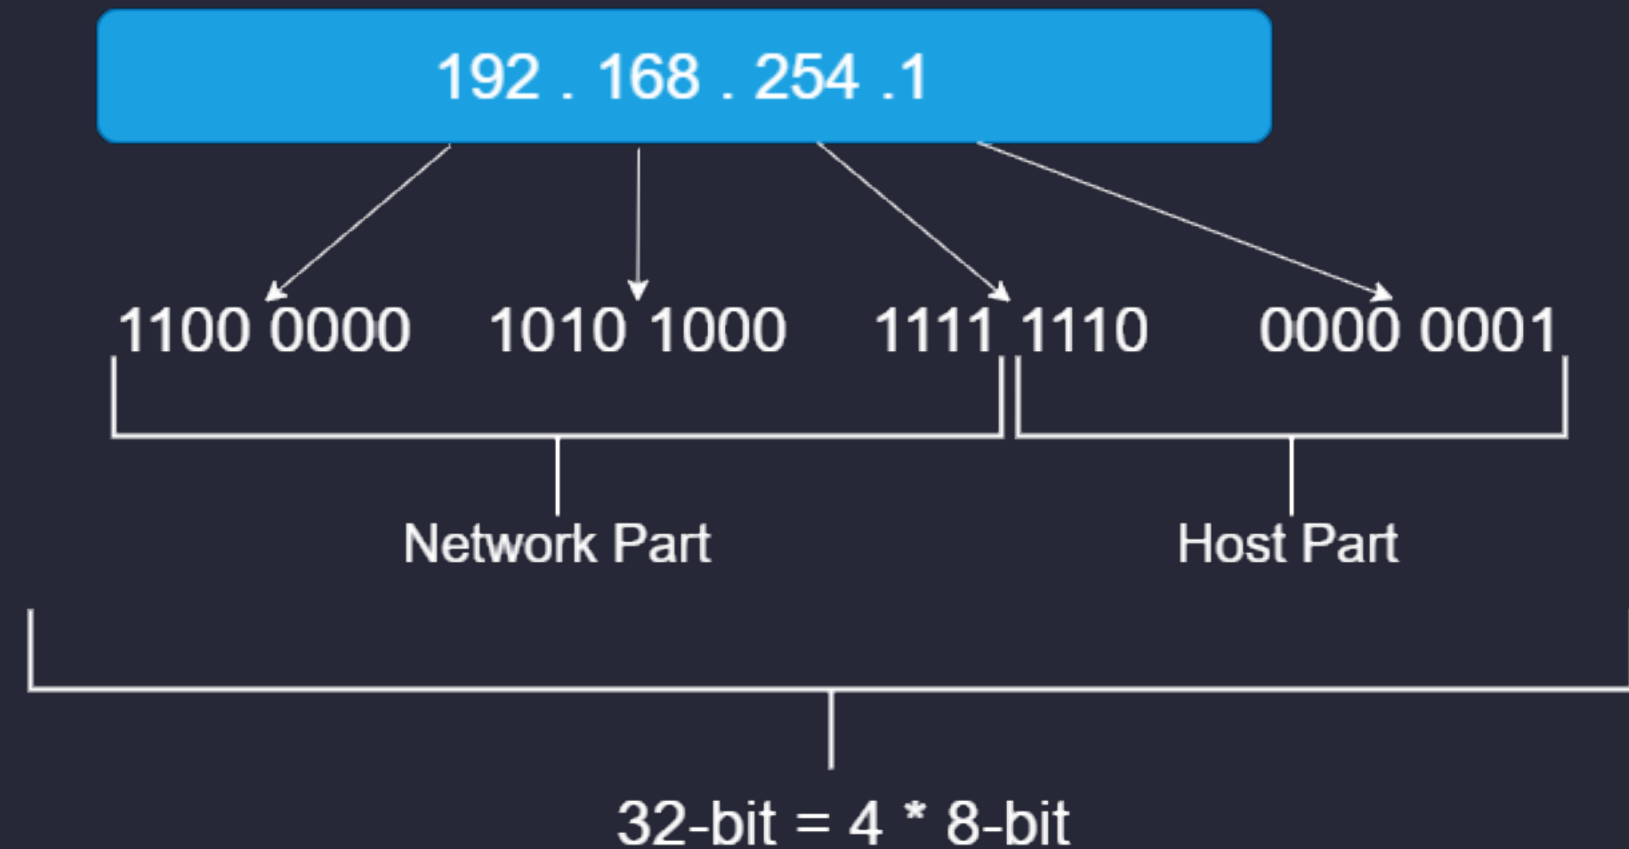 192 . 168 . 254 .1
1100 0000 1010 1000 1111 1110 0000 0001
Network Part Host Part
32-bit = 4 * 8-bit